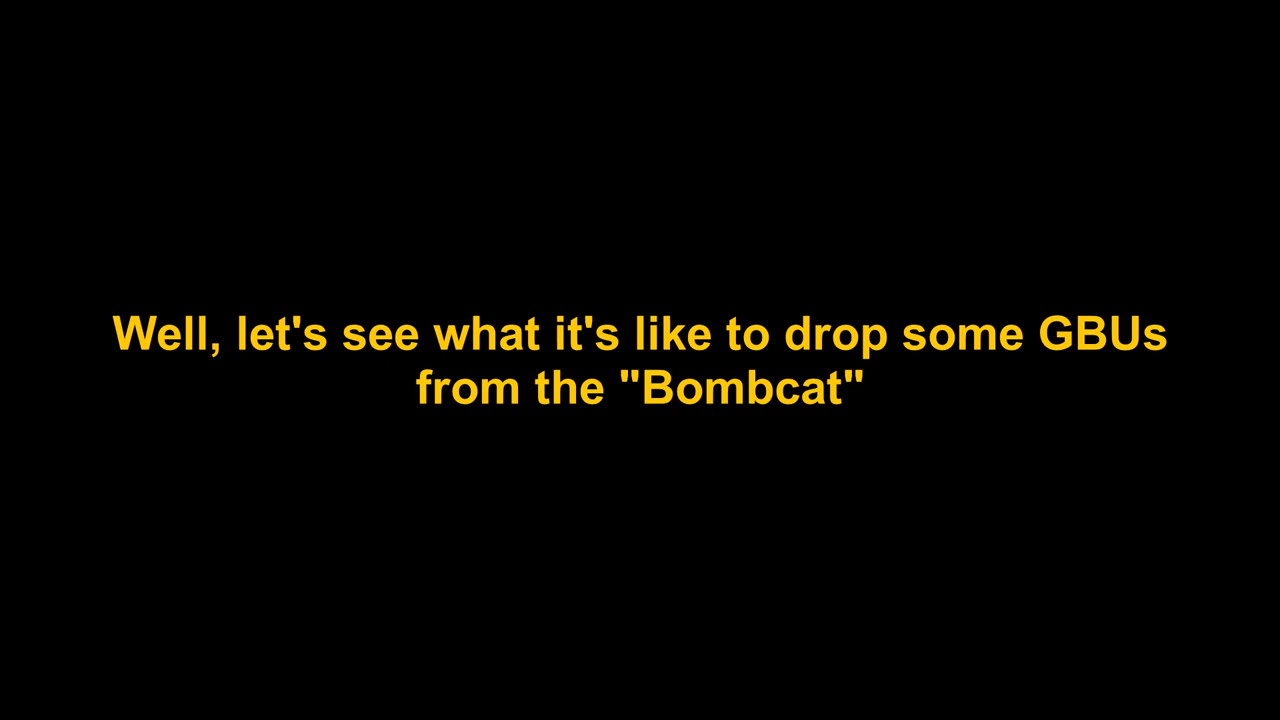 Well, let's see what it's like to drop some GBUs
from the "Bombcat"